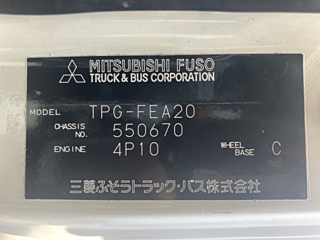 MITSUBISHI FUSO
TRUCK & BUS CORPORATION
MODEL TPG-FEA20
CHASSIS NO. 550670
ENGINE 4P10 WHEEL BASE C
三菱ふそうトラック・バス株式会社